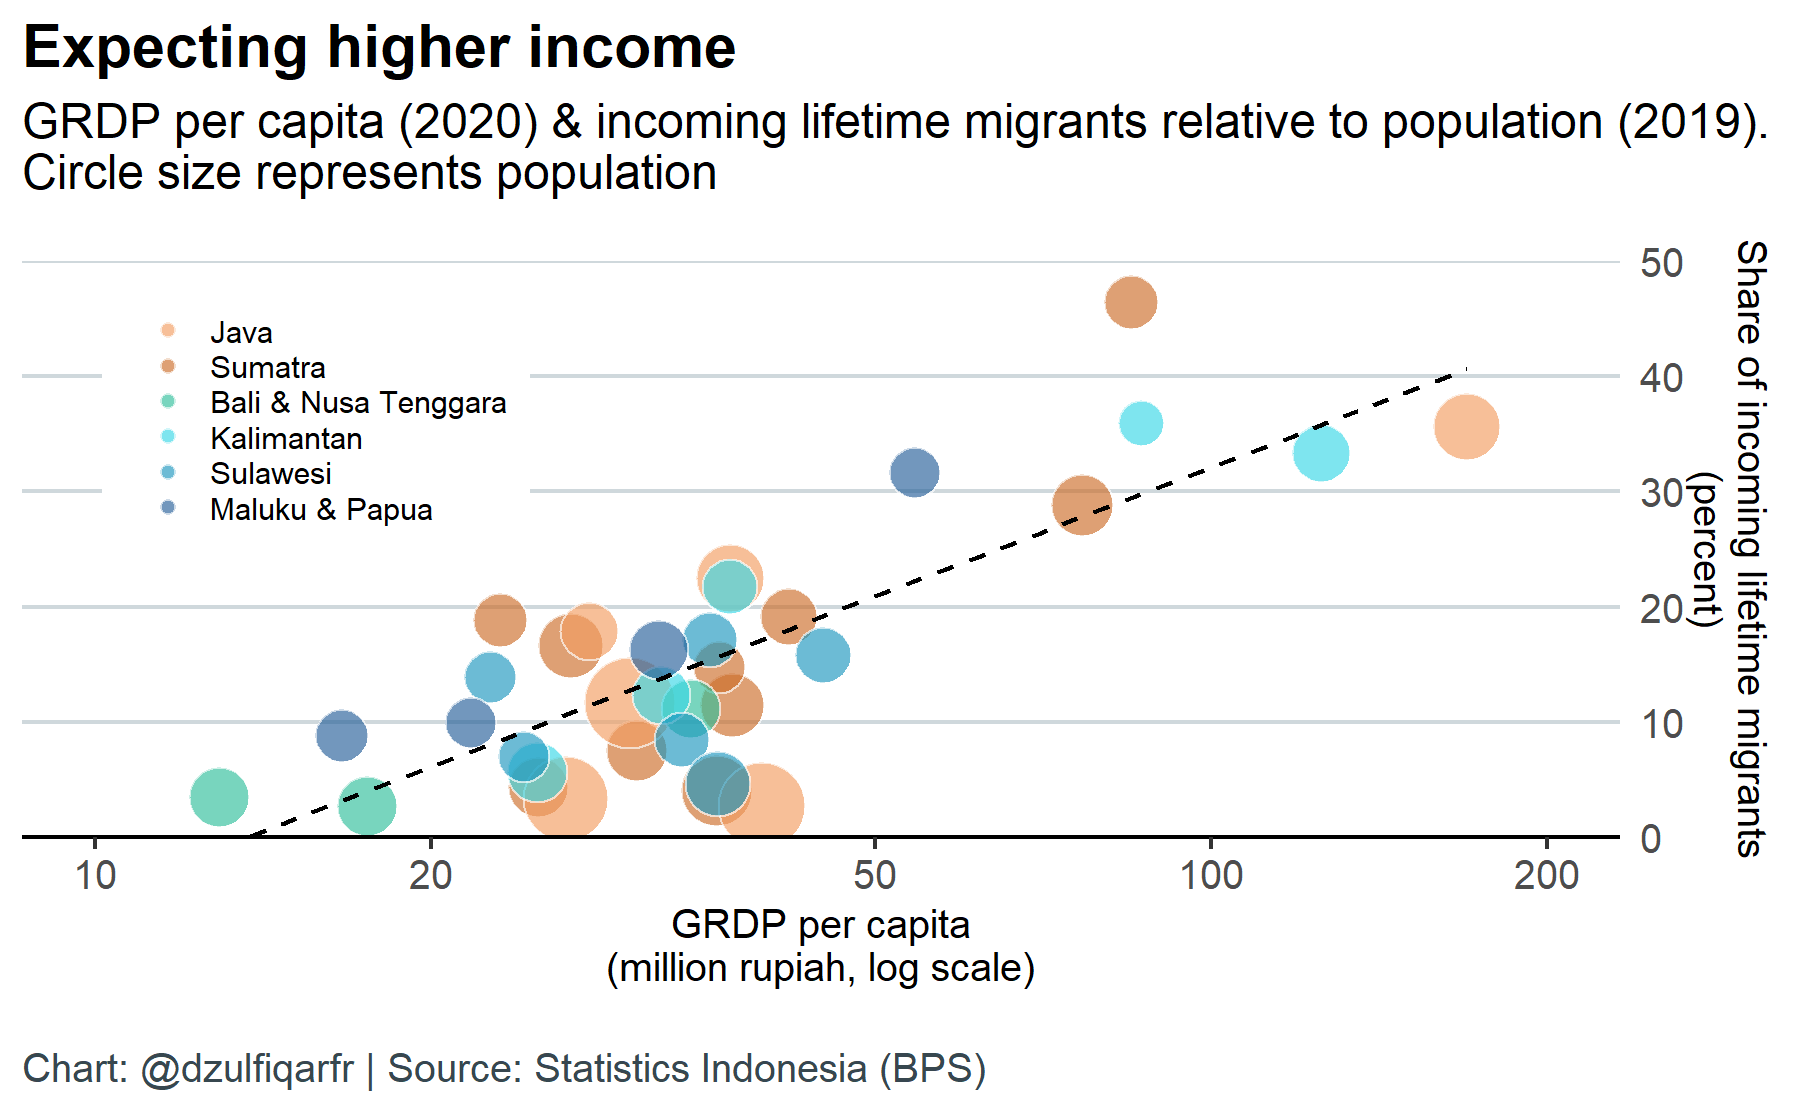 Expecting higher income
GRDP per capita (2020) & incoming lifetime migrants relative to population (2019).
Circle size represents population
Java
Sumatra
Bali & Nusa Tenggara
Kalimantan
Sulawesi
Maluku & Papua
50
40
30
20
10
0
Share of incoming lifetime migrants
(percent)
10
20
50
100
200
GRDP per capita
(million rupiah, log scale)
Chart: @dzulfiqarfr | Source: Statistics Indonesia (BPS)